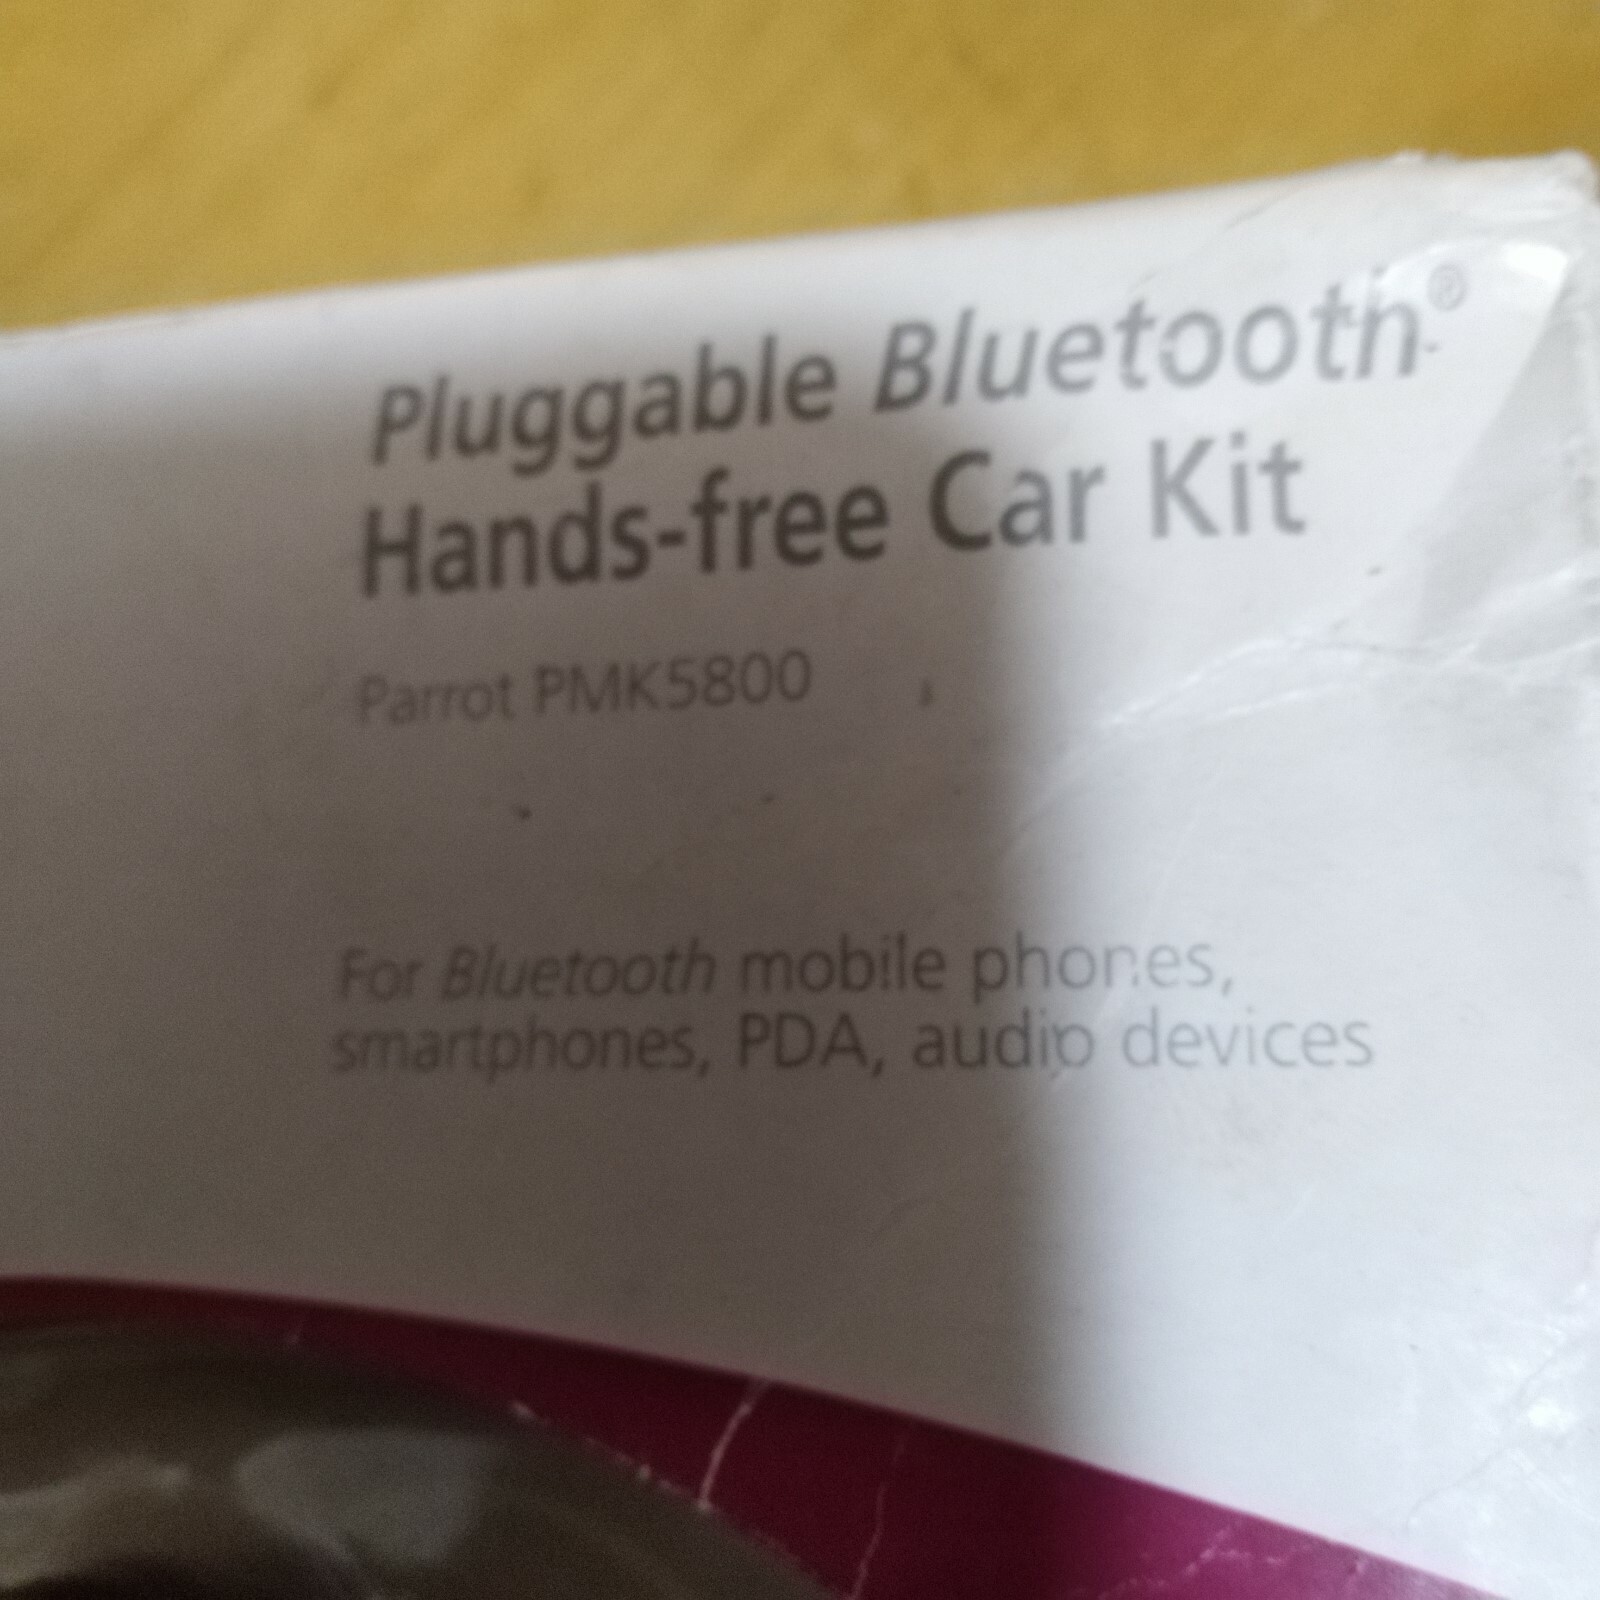 Pluggable Bluetooth®
Hands-free Car Kit
Parrot PMK5800
For Bluetooth mobile phones,
smartphones, PDA, audio devices